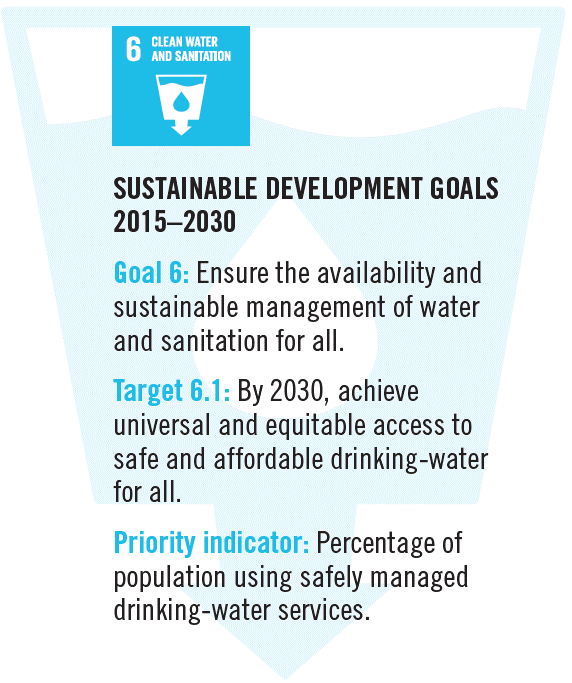 6 CLEAN WATER
AND SANITATION
SUSTAINABLE DEVELOPMENT GOALS
2015–2030
Goal 6: Ensure the availability and
sustainable management of water
and sanitation for all.
Target 6.1: By 2030, achieve
universal and equitable access to
safe and affordable drinking-water
for all.
Priority indicator: Percentage of
population using safely managed
drinking-water services.